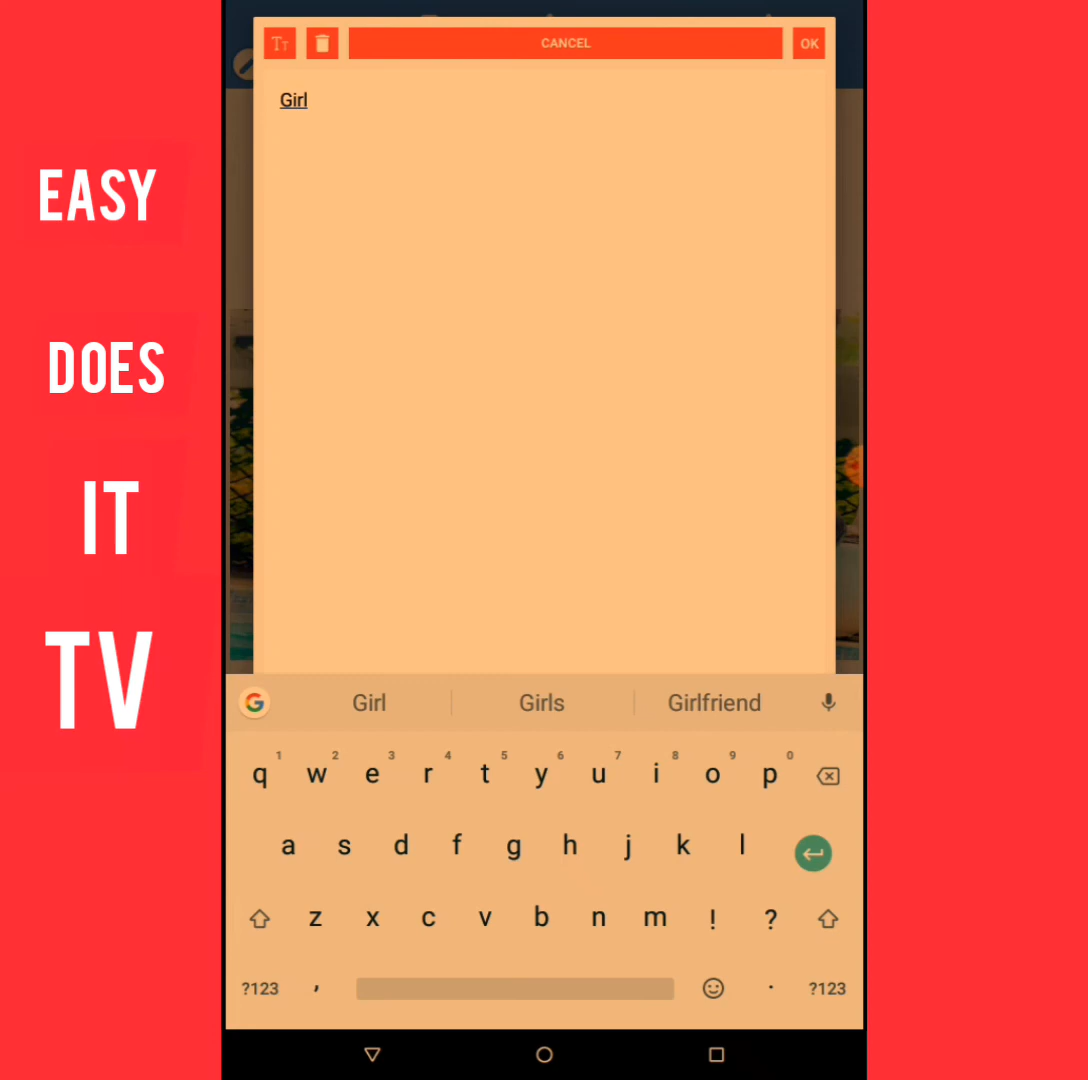 EASY
DOES
IT
TV
Tт CANCEL OK
Girl
G Girl Girls Girlfriend
1 2 3 4 5 6 7 8 9 0
q w e r t y u i o p
a s d f g h j k l
z x c v b n m ! ?
?123 , . ?123